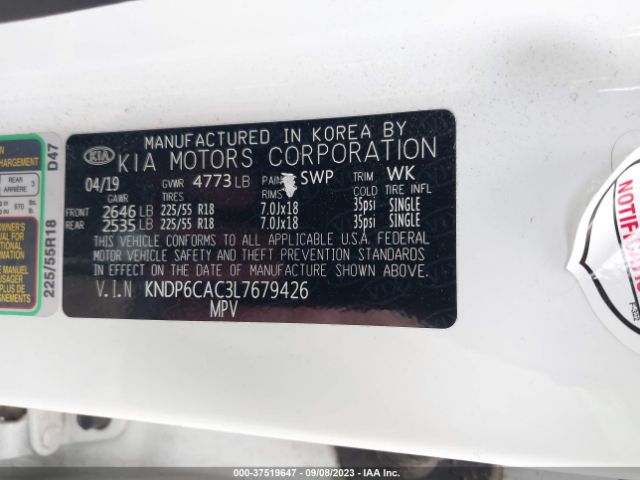 MANUFACTURED IN KOREA BY
KIA KIA MOTORS CORPORATION
04/19 GVWR 4773 LB SWP TRIM WK
GAWR TIRES RIMS COLD TIRE INFL
FRONT 2646 LB 225/55 R18 7.0Jx18 35psi SINGLE
REAR 2535 LB 225/55 R18 7.0Jx18 35psi SINGLE
THIS VEHICLE CONFORMS TO ALL APPLICABLE U.S.A. FEDERAL
MOTOR VEHICLE SAFETY AND THEFT PREVENTION STANDARDS
IN EFFECT ON THE DATE OF MANUFACTURE SHOWN ABOVE.
V.I.N KNDP6CAC3L7679426
MPV
REAR
ARRIÈRE 3
225/55R18 D47
000-37519647 - 09/08/2023 - IAA Inc.